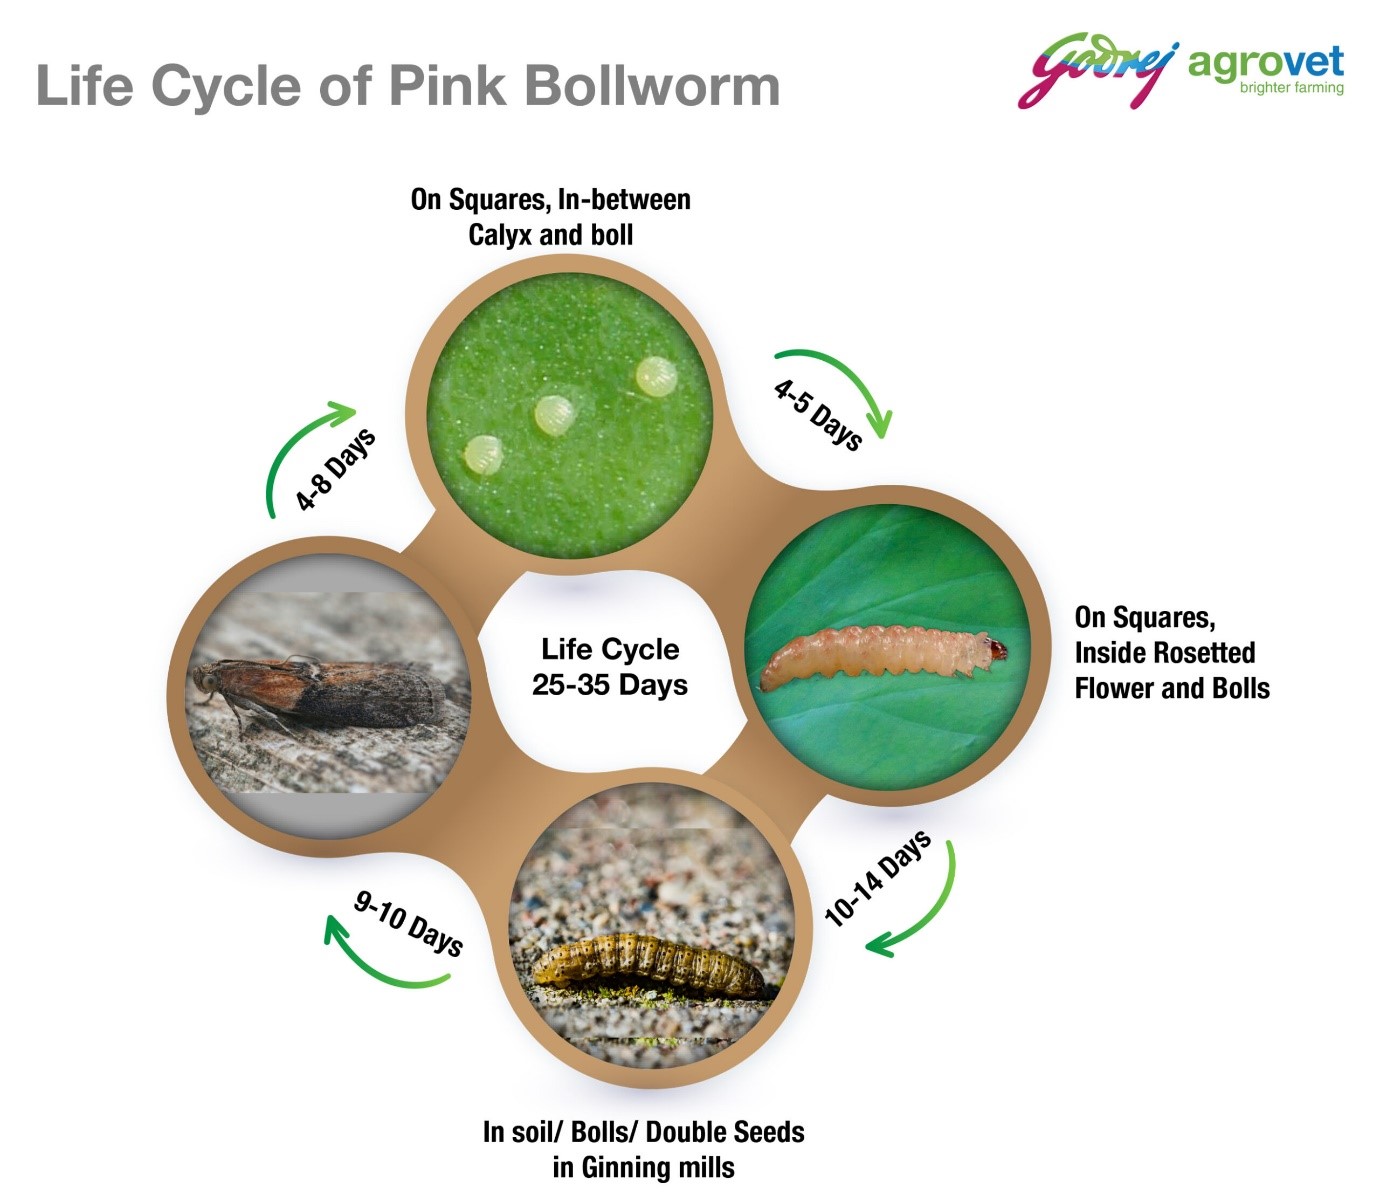 Life Cycle of Pink Bollworm
Godrej agrovet
brighter farming
On Squares, In-between
Calyx and boll
4-5 Days
4-8 Days
On Squares,
Inside Rosetted
Flower and Bolls
Life Cycle
25-35 Days
10-14 Days
9-10 Days
In soil/ Bolls/ Double Seeds
in Ginning mills